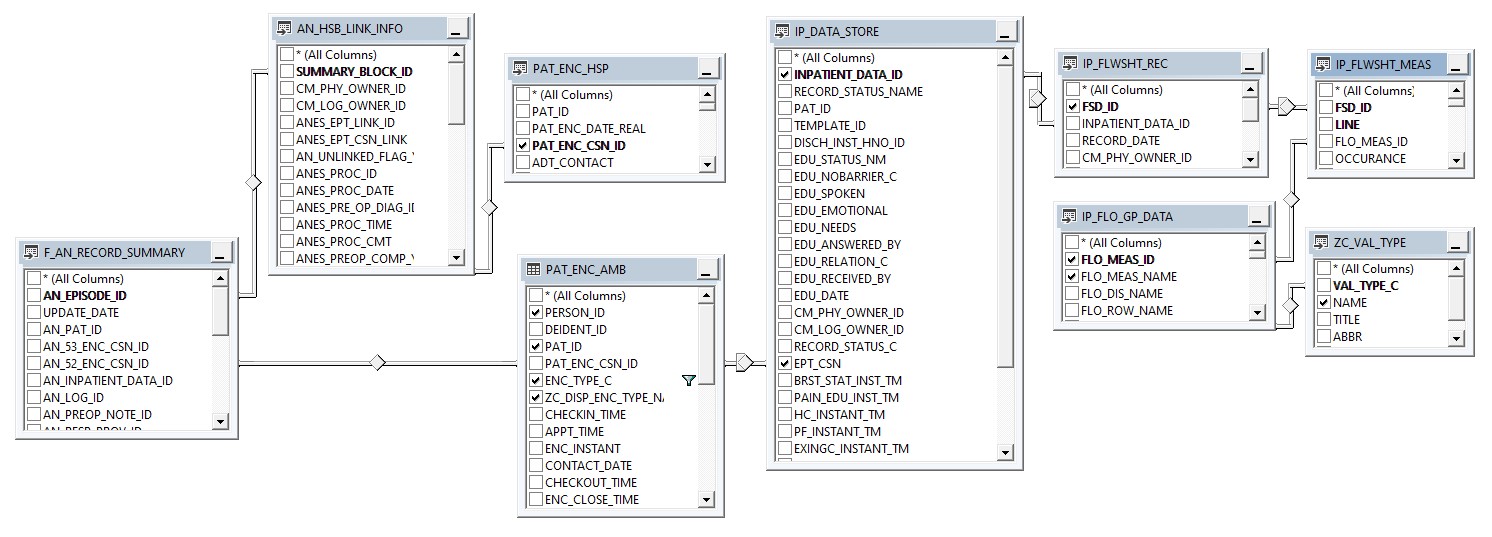 AN_HSB_LINK_INFO
* (All Columns)
SUMMARY_BLOCK_ID
CM_PHY_OWNER_ID
CM_LOG_OWNER_ID
ANES_EPT_LINK_ID
ANES_EPT_CSN_LINK
AN_UNLINKED_FLAG_
ANES_PROC_ID
ANES_PROC_DATE
ANES_PRE_OP_DIAG_I
ANES_PROC_TIME
ANES_PROC_CMT
ANES_PREOP_COMP_
PAT_ENC_HSP
* (All Columns)
PAT_ID
PAT_ENC_DATE_REAL
PAT_ENC_CSN_ID
ADT_CONTACT
F_AN_RECORD_SUMMARY
* (All Columns)
AN_EPISODE_ID
UPDATE_DATE
AN_PAT_ID
AN_53_ENC_CSN_ID
AN_52_ENC_CSN_ID
AN_INPATIENT_DATA_ID
AN_LOG_ID
AN_PREOP_NOTE_ID
PAT_ENC_AMB
* (All Columns)
PERSON_ID
DEIDENT_ID
PAT_ID
PAT_ENC_CSN_ID
ENC_TYPE_C
ZC_DISP_ENC_TYPE_N
CHECKIN_TIME
APPT_TIME
ENC_INSTANT
CONTACT_DATE
CHECKOUT_TIME
ENC_CLOSE_TIME
IP_DATA_STORE
* (All Columns)
INPATIENT_DATA_ID
RECORD_STATUS_NAME
PAT_ID
TEMPLATE_ID
DISCH_INST_HNO_ID
EDU_STATUS_NM
EDU_NOBARRIER_C
EDU_SPOKEN
EDU_EMOTIONAL
EDU_NEEDS
EDU_ANSWERED_BY
EDU_RELATION_C
EDU_RECEIVED_BY
EDU_DATE
CM_PHY_OWNER_ID
CM_LOG_OWNER_ID
RECORD_STATUS_C
EPT_CSN
BRST_STAT_INST_TM
PAIN_EDU_INST_TM
HC_INSTANT_TM
PF_INSTANT_TM
EXINGC_INSTANT_TM
IP_FLWSHT_REC
* (All Columns)
FSD_ID
INPATIENT_DATA_ID
RECORD_DATE
CM_PHY_OWNER_ID
IP_FLWSHT_MEAS
* (All Columns)
FSD_ID
LINE
FLO_MEAS_ID
OCCURANCE
IP_FLO_GP_DATA
* (All Columns)
FLO_MEAS_ID
FLO_MEAS_NAME
FLO_DIS_NAME
FLO_ROW_NAME
ZC_VAL_TYPE
* (All Columns)
VAL_TYPE_C
NAME
TITLE
ABBR